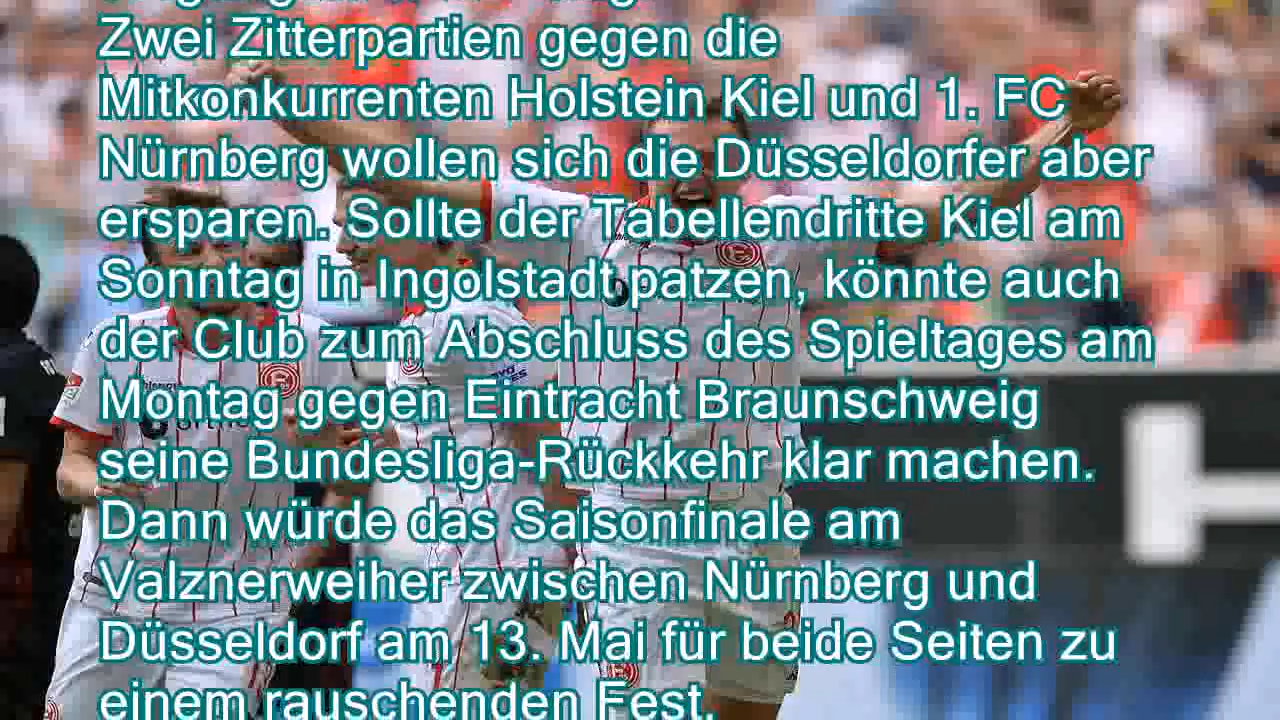 Zwei Zitterpartien gegen die
Mitkonkurrenten Holstein Kiel und 1. FC
Nürnberg wollen sich die Düsseldorfer aber
ersparen. Sollte der Tabellendritte Kiel am
Sonntag in Ingolstadt patzen, könnte auch
der Club zum Abschluss des Spieltages am
Montag gegen Eintracht Braunschweig
seine Bundesliga-Rückkehr klar machen.
Dann würde das Saisonfinale am
Valznerweiher zwischen Nürnberg und
Düsseldorf am 13. Mai für beide Seiten zu
einem rauschenden Fest.